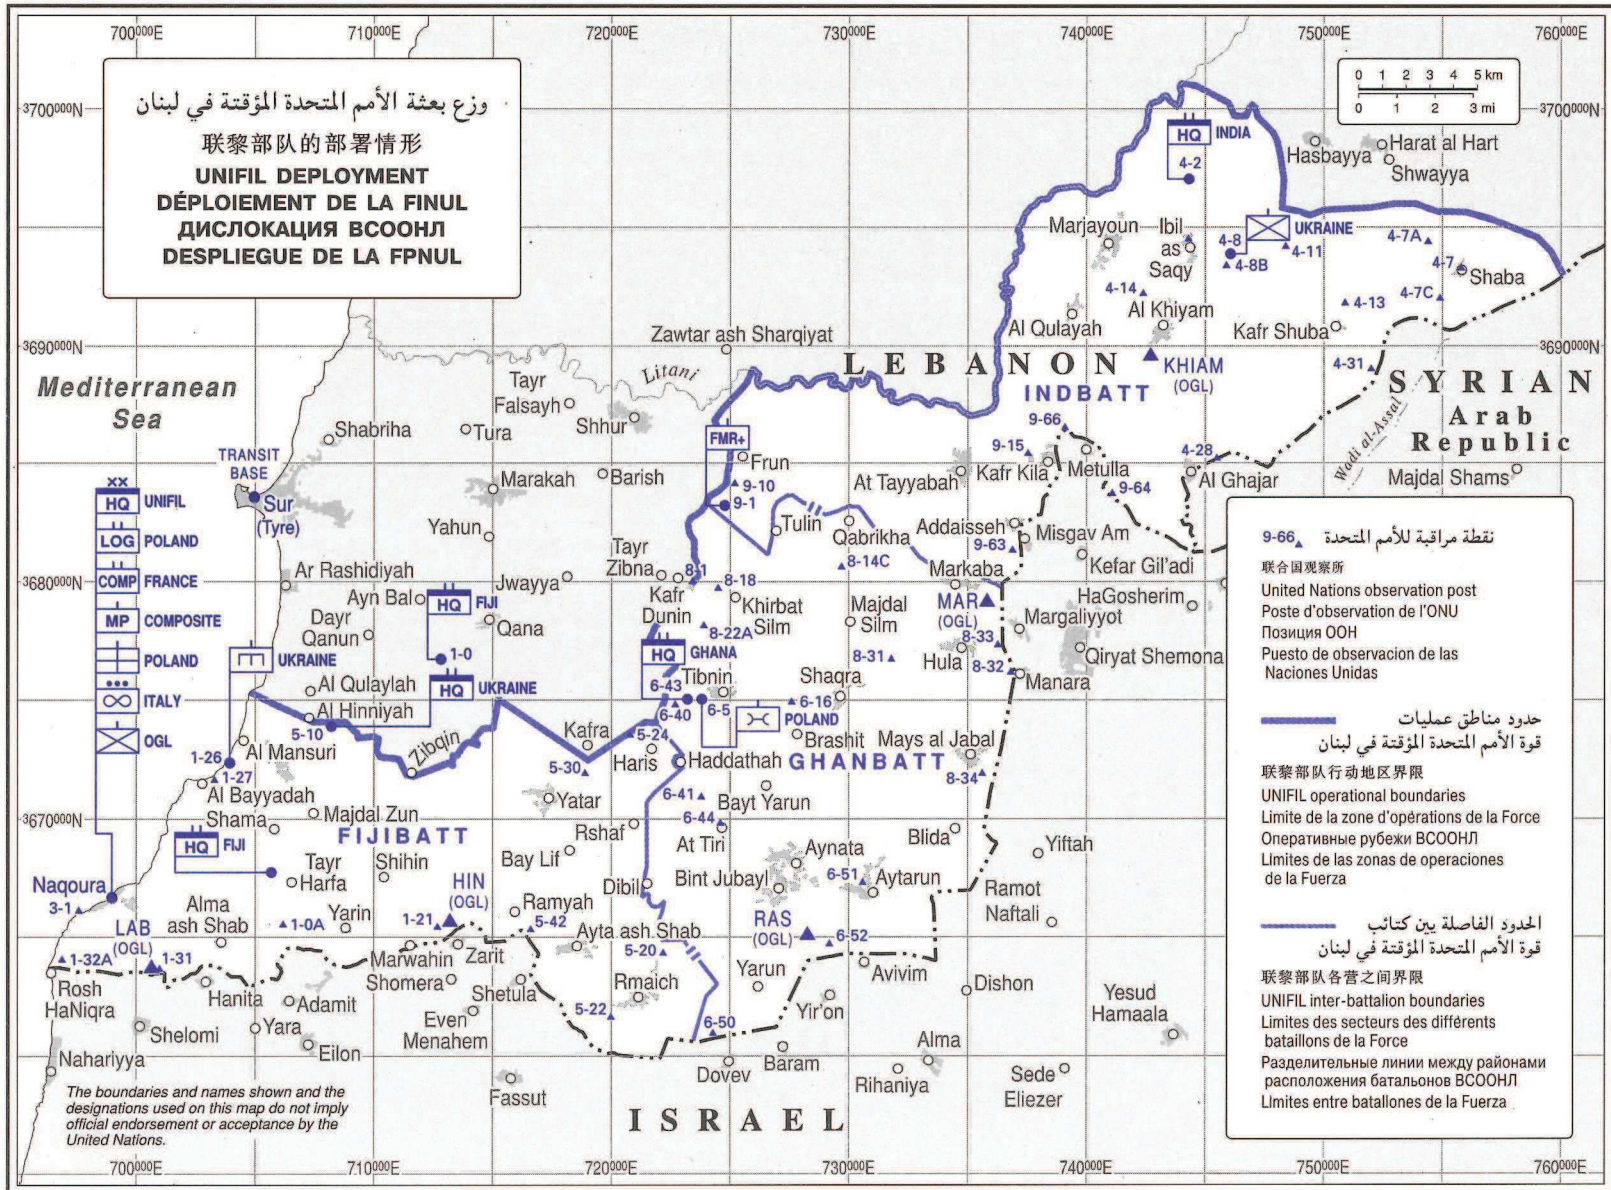 700000E
710000E
720000E
730000E
740000E
750000E
760000E
3700000N
3700000N
وزع بعثة الأمم المتحدة المؤقتة في لبنان
联黎部队的部署情形
UNIFIL DEPLOYMENT
DÉPLOIEMENT DE LA FINUL
ДИСЛОКАЦИЯ ВСООНЛ
DESPLIEGUE DE LA FPNUL
0 1 2 3 4 5 km
0 1 2 3 mi
HQ INDIA
4-2
Hasbayya
Harat al Hart
Shwayya
Marjayoun
Ibil
as
Saqy
UKRAINE
4-8
4-8B
4-11
4-7A
4-7
Shaba
4-14
4-13
4-7C
Al Qulayah
Al Khiyam
Kafr Shuba
3690000N
3690000N
Zawtar ash Sharqiyat
LEBANON
KHIAM
(OGL)
4-31
SYRIAN
Arab
Republic
Mediterranean
Sea
Litani
INDBATT
Wadi al-Assal
Tayr
Falsayh
Shhur
Shabriha
Tura
FMR+
Frun
9-66
9-15
Kafr Kila
Metulla
4-28
Al Ghajar
Majdal Shams
TRANSIT
BASE
Sur
(Tyre)
Marakah
Barish
9-10
9-1
At Tayyabah
9-64
XX
HQ UNIFIL
LOG POLAND
COMP FRANCE
MP COMPOSITE
POLAND
ITALY
OGL
Yahun
Tulin
Qabrikha
Addaisseh
Misgav Am
9-63
Kefar Gil'adi
3680000N
Ar Rashidiyah
Ayn Bal
HQ FIJI
Jwayya
Tayr
Zibna
8-1
8-18
8-14C
Markaba
Kafr
Dunin
Khirbat
Silm
Majdal
Silm
MAR
(OGL)
HaGosherim
Margaliyyot
Dayr
Qanun
Qana
8-22A
8-33
1-0
UKRAINE
HQ GHANA
8-31
Hula
8-32
Qiryat Shemona
HQ UKRAINE
Al Qulaylah
6-43
Tibnin
Shaqra
Manara
Al Hinniyah
6-40
6-5
6-16
POLAND
5-10
Zibqin
Kafra
5-24
Brashit
Mays al Jabal
1-26
Al Mansuri
Haris
Haddathah
GHANBATT
1-27
5-30
8-34
Al Bayyadah
Yatar
6-41
Bayt Yarun
3670000N
Shama
Majdal Zun
6-44
Rshaf
At Tiri
Blida
Yiftah
FIJIBATT
HQ FIJI
Shihin
Bay Lif
Aynata
Tayr
Harfa
Dibil
Bint Jubayl
6-51
Aytarun
Ramot
Naftali
Naqoura
3-1
HIN
(OGL)
Ramyah
Alma
ash Shab
1-0A
Yarin
1-21
5-42
Ayta ash Shab
RAS
(OGL)
6-52
LAB
(OGL)
1-32A
1-31
Marwahin
Zarit
5-20
Shomera
Shetula
Rmaich
Yarun
Avivim
Dishon
Rosh
HaNiqra
Hanita
Adamit
Yir'on
Yesud
Hamaala
Even
Menahem
5-22
6-50
Shelomi
Yara
Eilon
Nahariyya
Dovev
Baram
Alma
Rihaniya
Sede
Eliezer
Fassut
ISRAEL
The boundaries and names shown and the
designations used on this map do not imply
official endorsement or acceptance by the
United Nations.
9-66 نقطة مراقبة للأمم المتحدة
联合国观察所
United Nations observation post
Poste d'observation de l'ONU
Позиция ООН
Puesto de observacion de las
Naciones Unidas
حدود مناطق عمليات
قوة الأمم المتحدة المؤقتة في لبنان
联黎部队行动地区界限
UNIFIL operational boundaries
Limite de la zone d'opérations de la Force
Оперативные рубежи ВСООНЛ
Limites de las zonas de operaciones
de la Fuerza
الحدود الفاصلة بين كتائب
قوة الأمم المتحدة المؤقتة في لبنان
联黎部队各营之间界限
UNIFIL inter-battalion boundaries
Limites des secteurs des différents
bataillons de la Force
Разделительные линии между районами
расположения батальонов ВСООНЛ
Limites entre batallones de la Fuerza
700000E
710000E
720000E
730000E
740000E
750000E
760000E